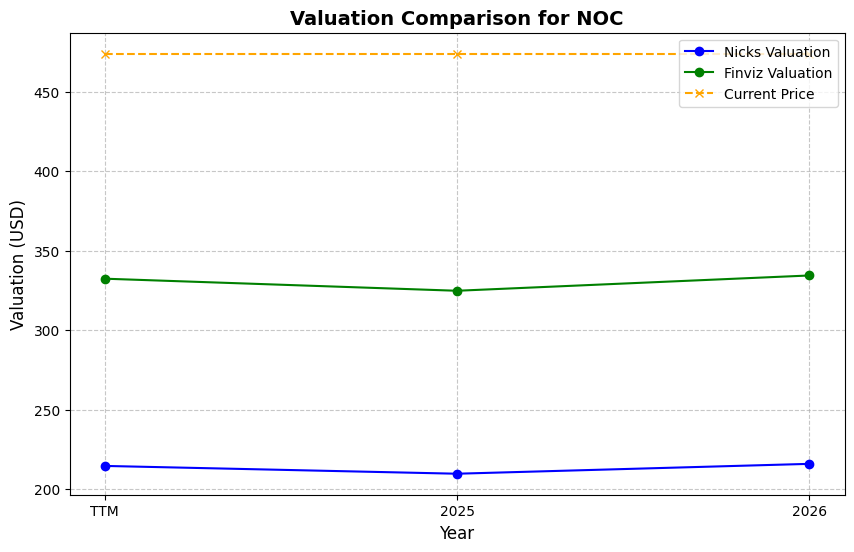 Valuation Comparison for NOC
Nicks Valuation
Finviz Valuation
Current Price
Valuation (USD)
450
400
350
300
250
200
TTM
2025
2026
Year